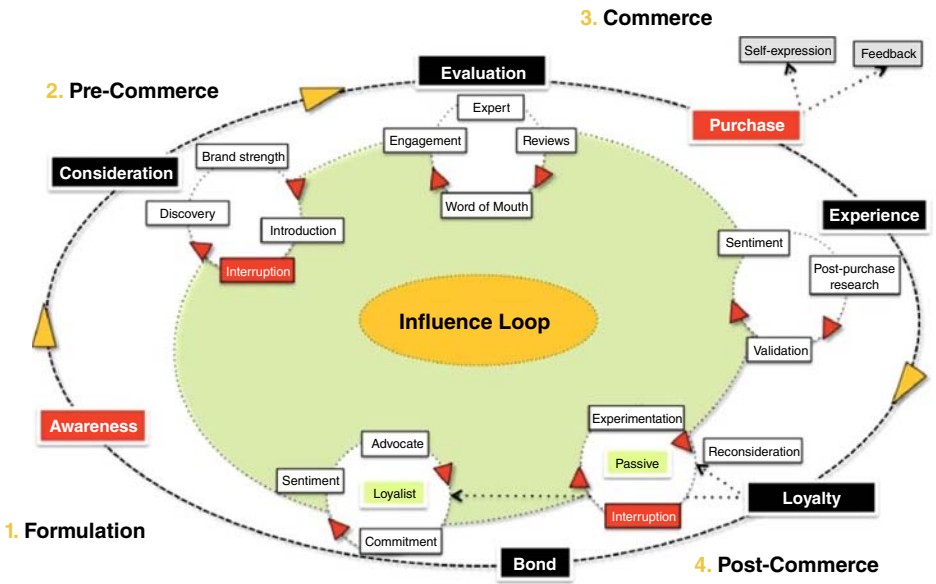 3. Commerce
Self-expression
Feedback
2. Pre-Commerce
Evaluation
Expert
Engagement
Reviews
Word of Mouth
Purchase
Consideration
Brand strength
Discovery
Introduction
Interruption
Experience
Sentiment
Post-purchase
research
Validation
Influence Loop
Awareness
Advocate
Sentiment
Loyalist
Commitment
Experimentation
Passive
Reconsideration
Interruption
Loyalty
1. Formulation
Bond
4. Post-Commerce